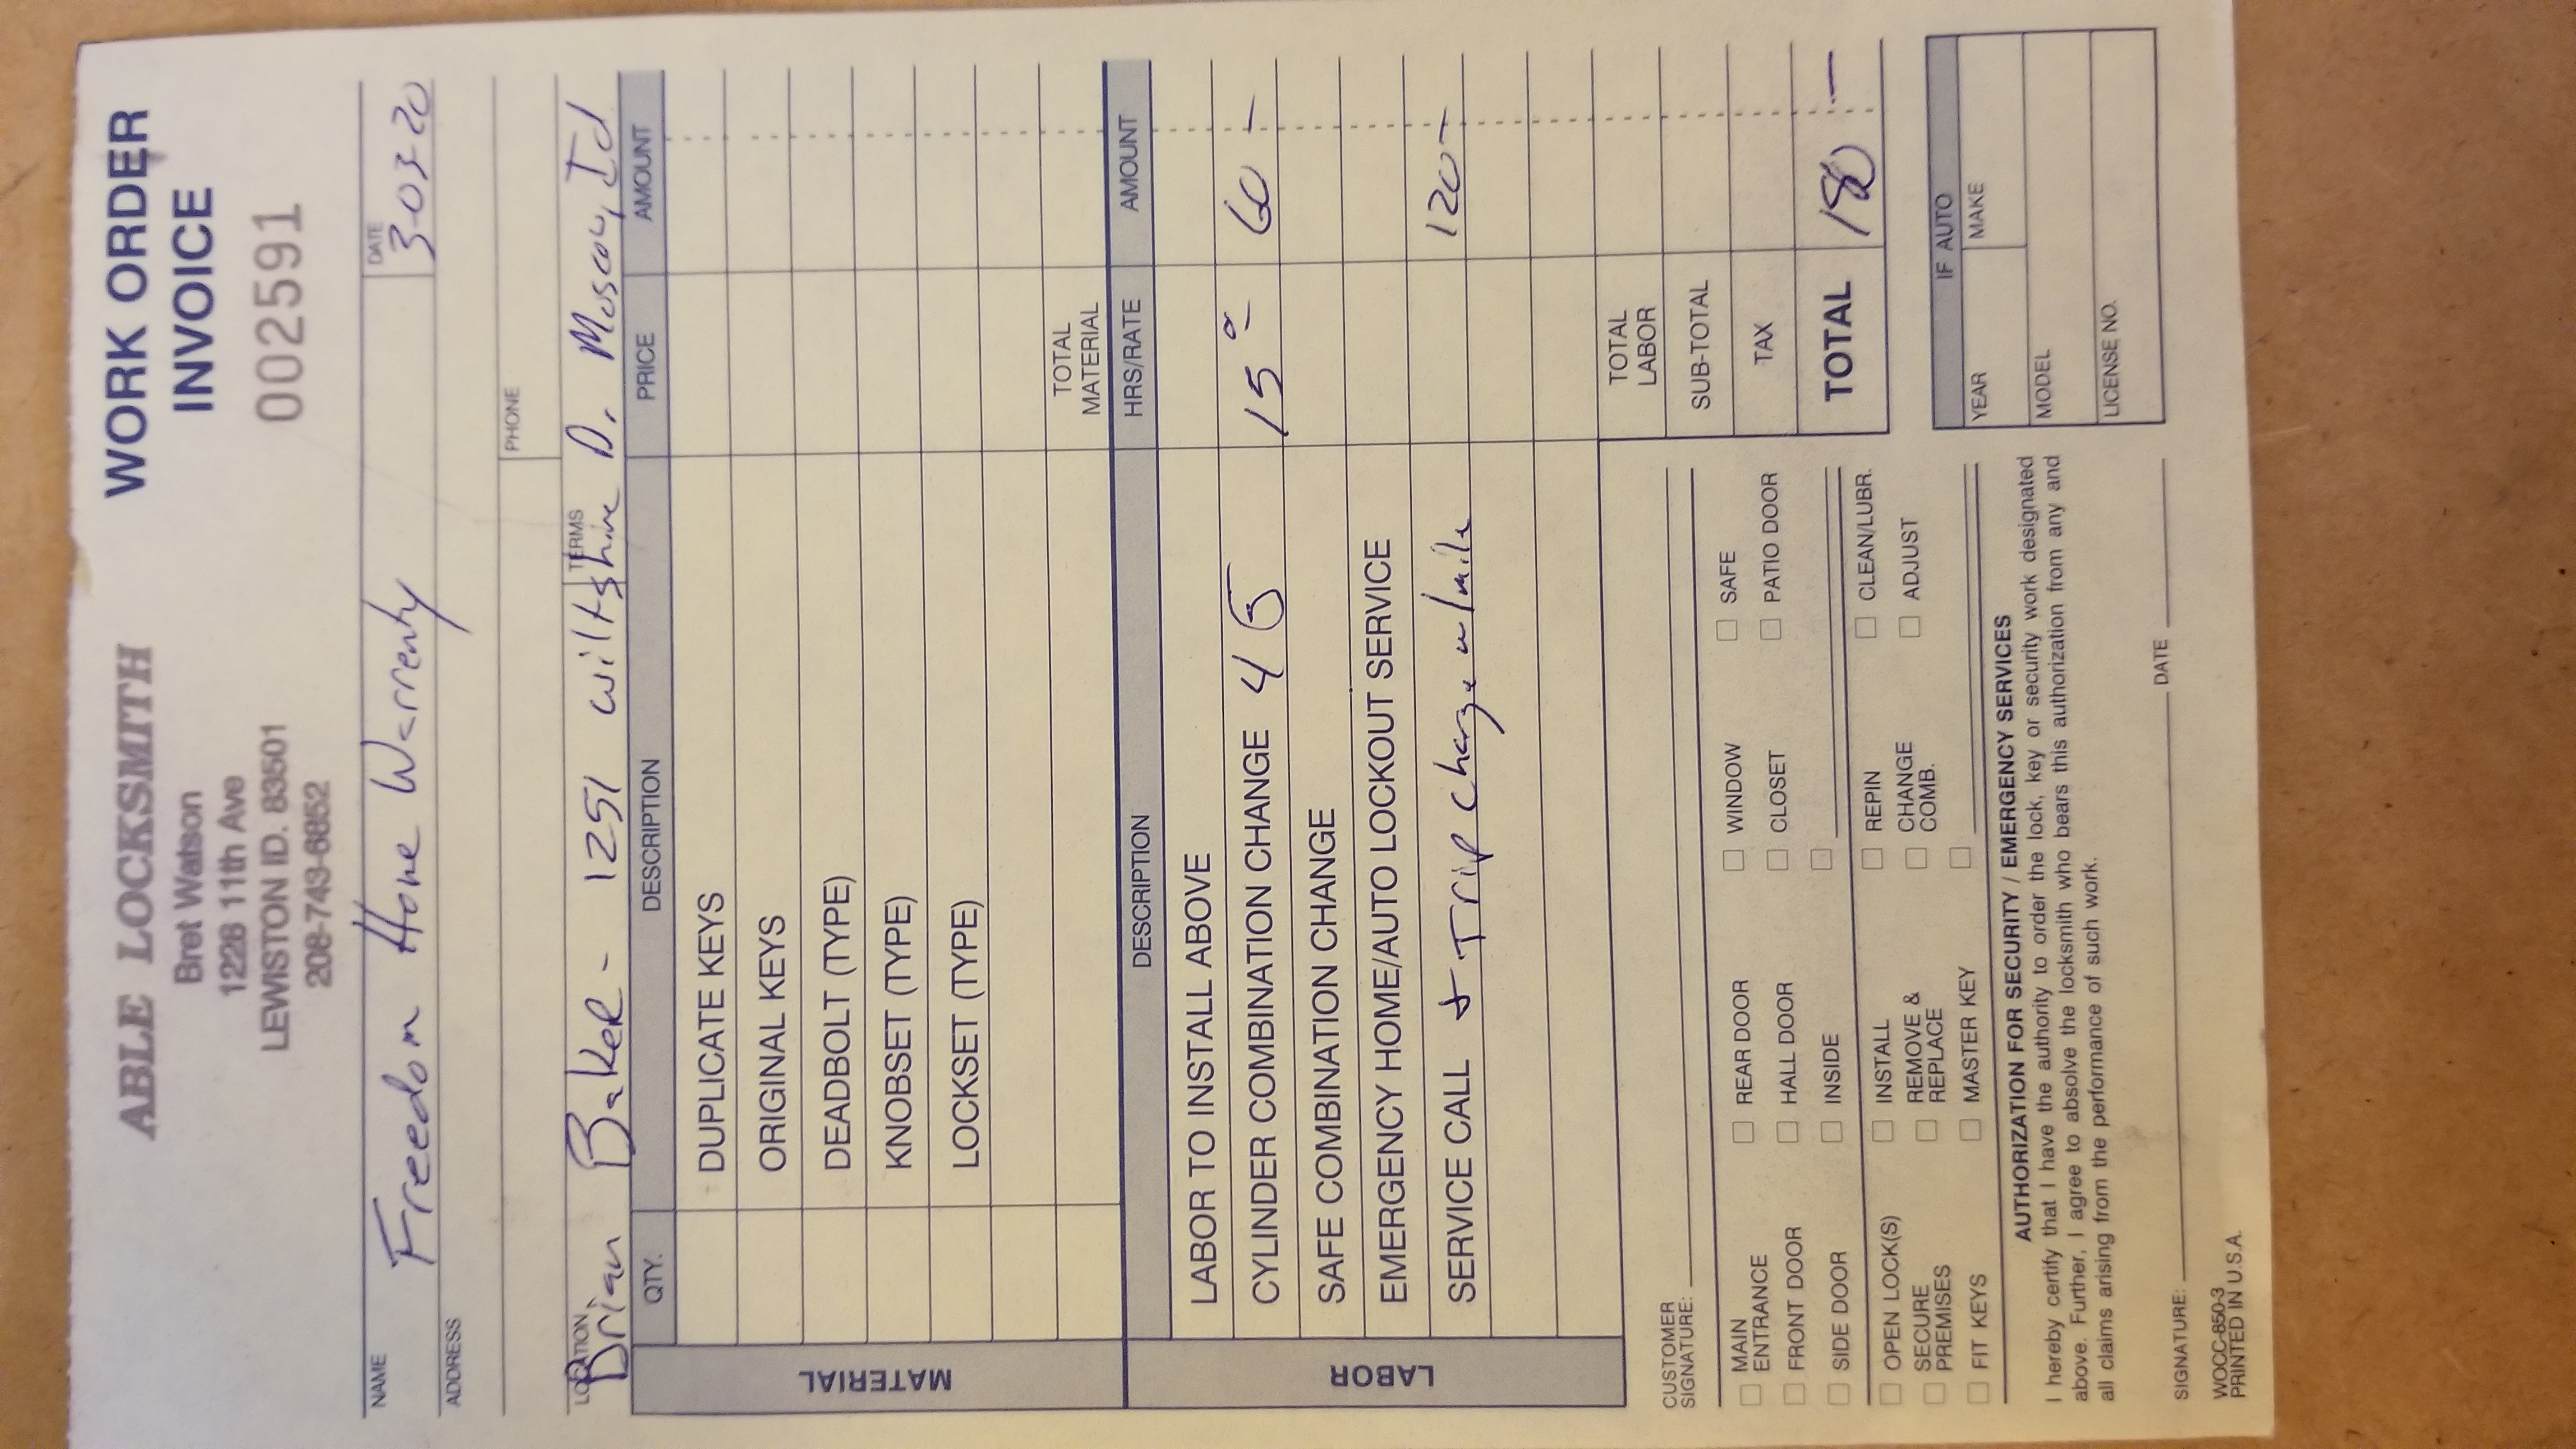 ABLE LOCKSMITH
Bret Watson
1226 11th Ave
LEWISTON ID. 83501
208-743-6852
WORK ORDER
INVOICE
002591
NAME Freedom Home Warrenty
DATE 3-03-20
ADDRESS
PHONE
LOCATION TERMS
Brian Baker - 1251 Wiltshire D. Moscow, Id
MATERIAL
QTY. DESCRIPTION PRICE AMOUNT
DUPLICATE KEYS
ORIGINAL KEYS
DEADBOLT (TYPE)
KNOBSET (TYPE)
LOCKSET (TYPE)
TOTAL
MATERIAL
LABOR
DESCRIPTION HRS/RATE AMOUNT
LABOR TO INSTALL ABOVE
CYLINDER COMBINATION CHANGE 4 15 60 —
SAFE COMBINATION CHANGE
EMERGENCY HOME/AUTO LOCKOUT SERVICE
SERVICE CALL + Trip charge w/mile 120 —
TOTAL
LABOR
SUB-TOTAL
TAX
TOTAL 180 —
CUSTOMER
SIGNATURE:
MAIN
ENTRANCE
REAR DOOR
WINDOW
SAFE
FRONT DOOR
HALL DOOR
CLOSET
PATIO DOOR
SIDE DOOR
INSIDE
OPEN LOCK(S)
INSTALL
REPIN
CLEAN/LUBR.
SECURE
PREMISES
REMOVE &
REPLACE
CHANGE
COMB.
ADJUST
FIT KEYS
MASTER KEY
IF AUTO
YEAR MAKE
MODEL
LICENSE NO.
AUTHORIZATION FOR SECURITY / EMERGENCY SERVICES
I hereby certify that I have the authority to order the lock, key or security work designated
above. Further, I agree to absolve the locksmith who bears this authorization from any and
all claims arising from the performance of such work.
SIGNATURE: DATE
WOCC-850-3
PRINTED IN U.S.A.